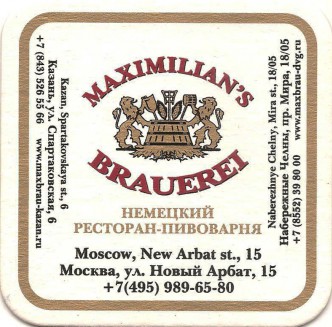 MAXIMILIAN'S
BRAUEREI
НЕМЕЦКИЙ
РЕСТОРАН-ПИВОВАРНЯ
Moscow, New Arbat st., 15
Москва, ул. Новый Арбат, 15
+7(495) 989-65-80
Kazan, Spartakovskaya st., 6
Казань, ул. Спартаковская, 6
+7 (843) 526 55 66 www.maxbrau-kazan.ru
Naberezhnye Chelny, Mira st., 18/05
Набережные Челны, пр. Мира, 18/05
+7 (8552) 39 80 00 www.maxbrau-dvg.ru